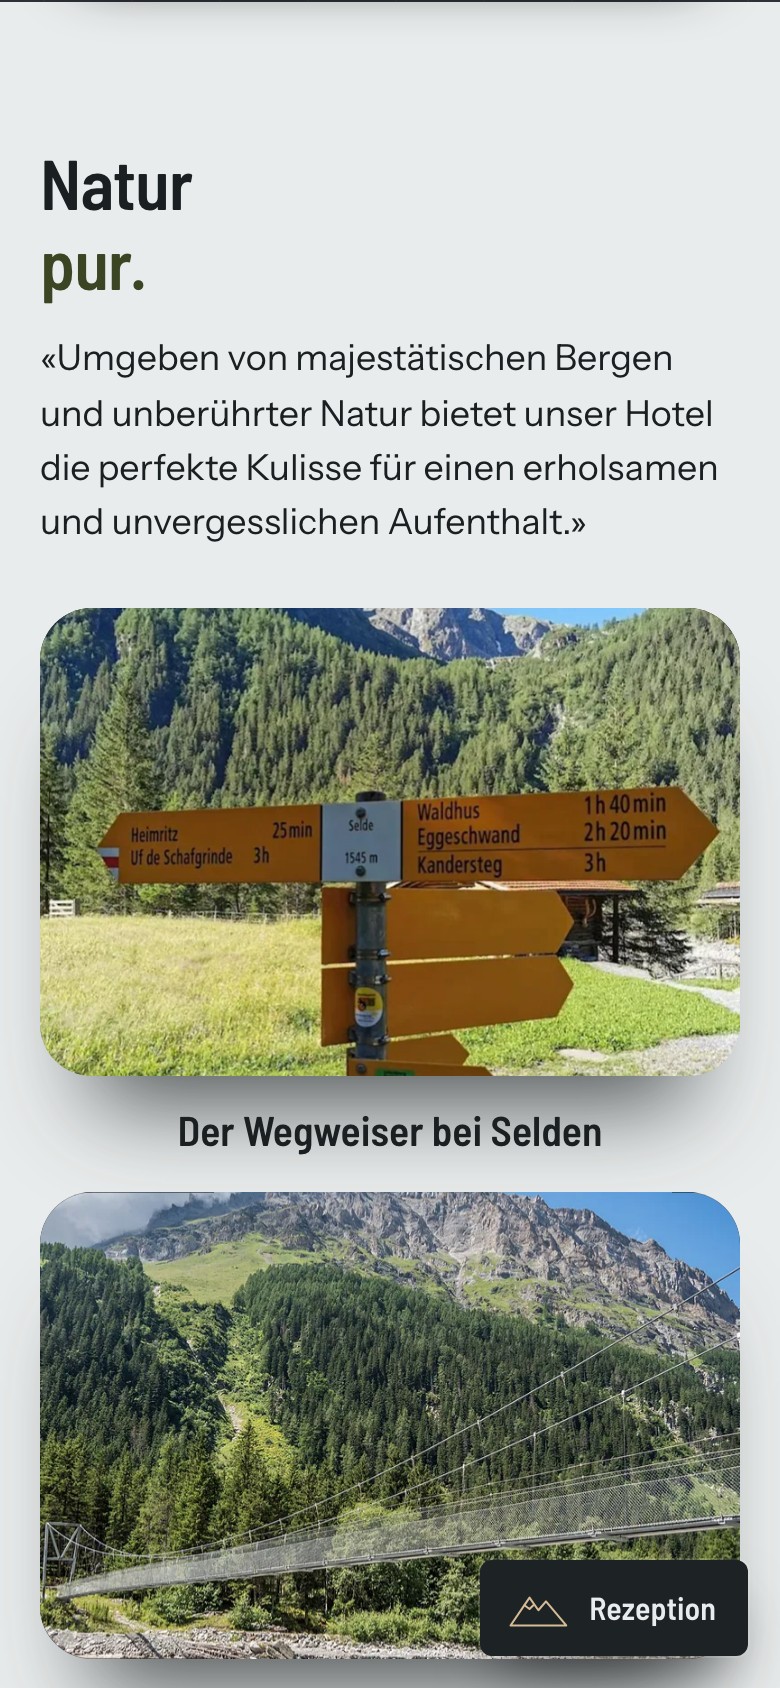 Natur
pur.
«Umgeben von majestätischen Bergen
und unberührter Natur bietet unser Hotel
die perfekte Kulisse für einen erholsamen
und unvergesslichen Aufenthalt.»
Heimritz 25min
Uf de Schafgrinde 3h
Selde
1545 m
Waldhus 1h 40min
Eggeschwand 2h 20min
Kandersteg 3h
Der Wegweiser bei Selden
Rezeption